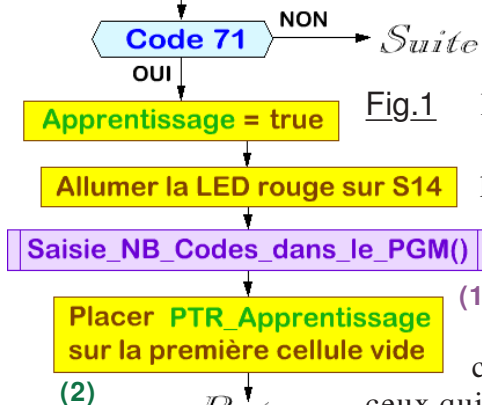 Code 71
NON
Suite
OUI
Apprentissage = true
Fig.1
Allumer la LED rouge sur S14
Saisie_NB_Codes_dans_le_PGM()
(1
Placer PTR_Apprentissage
sur la première cellule vide
(2)
ceux qui